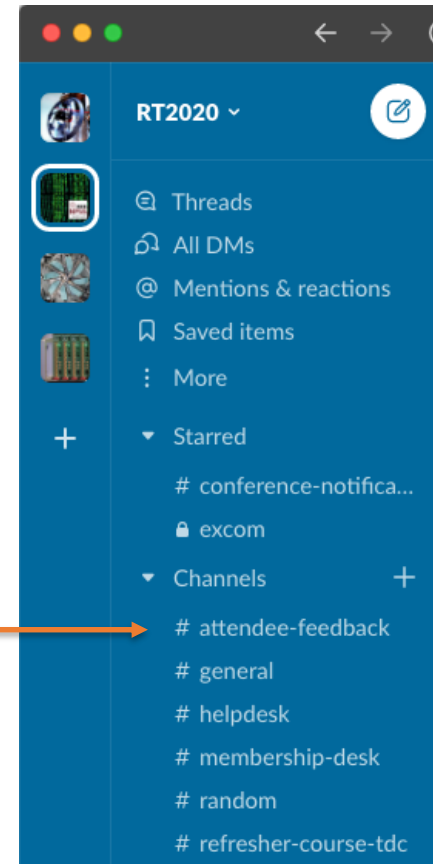 RT2020
Threads
All DMs
@ Mentions & reactions
Saved items
More
Starred
# conference-notifica...
excom
Channels
# attendee-feedback
# general
# helpdesk
# membership-desk
# random
# refresher-course-tdc